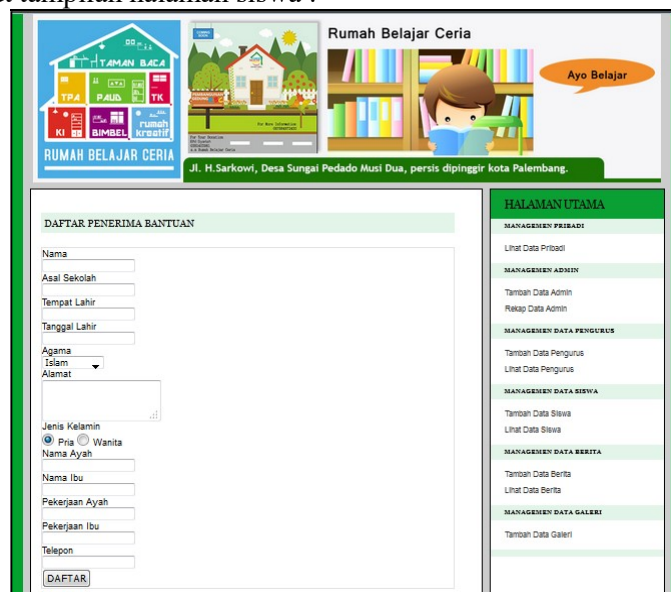 t tampilan halaman siswa :
Rumah Belajar Ceria
Ayo Belajar
TAMAN BACA
TPA
PAUD
TK
KI
BIMBEL
rumah
kreatif
RUMAH BELAJAR CERIA
Jl. H.Sarkowi, Desa Sungai Pedado Musi Dua, persis dipinggir kota Palembang.
DAFTAR PENERIMA BANTUAN
Nama
Asal Sekolah
Tempat Lahir
Tanggal Lahir
Agama
Islam
Alamat
Jenis Kelamin
Pria Wanita
Nama Ayah
Nama Ibu
Pekerjaan Ayah
Pekerjaan Ibu
Telepon
DAFTAR
HALAMAN UTAMA
MANAGEMEN PRIBADI
Lihat Data Pribadi
MANAGEMEN ADMIN
Tambah Data Admin
Rekap Data Admin
MANAGEMEN DATA PENGURUS
Tambah Data Pengurus
Lihat Data Pengurus
MANAGEMEN DATA SISWA
Tambah Data Siswa
Lihat Data Siswa
MANAGEMEN DATA BERITA
Tambah Data Berita
Lihat Data Berita
MANAGEMEN DATA GALERI
Tambah Data Galeri